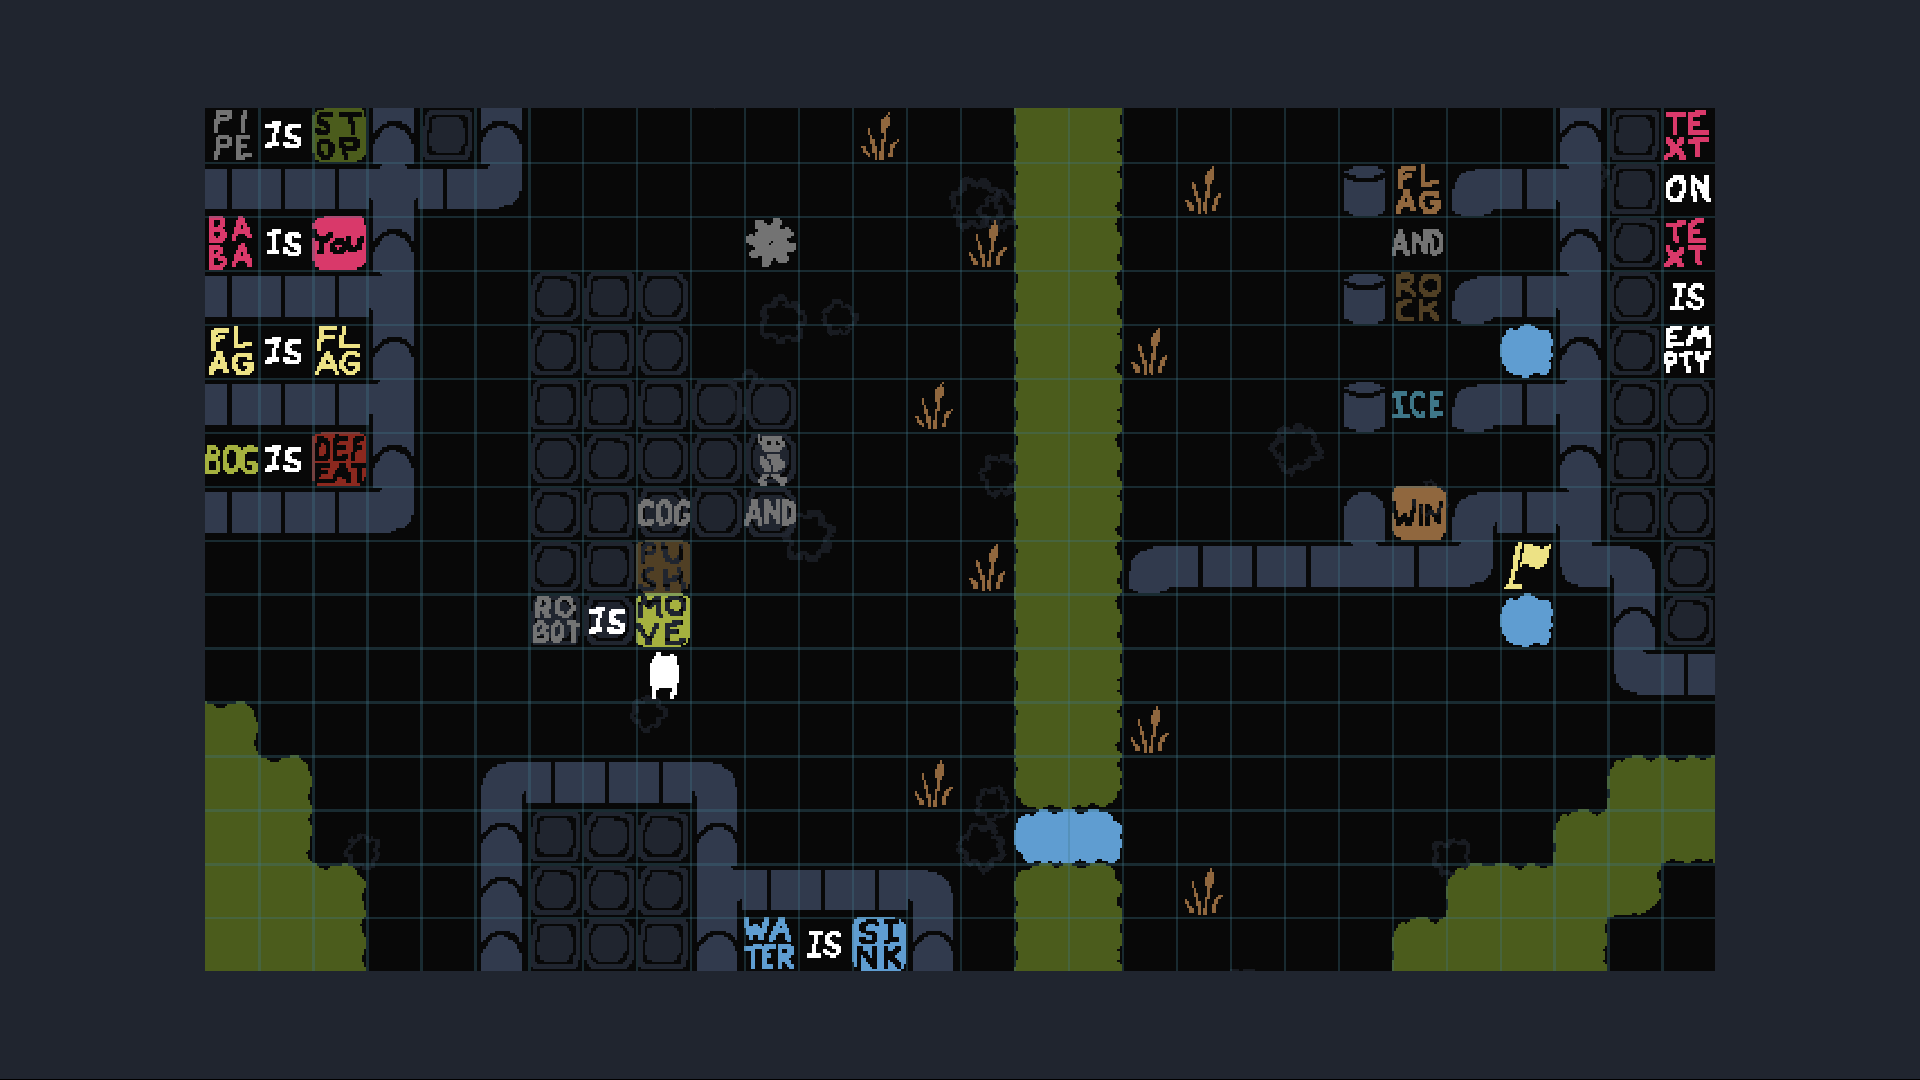 PIPE IS STOP
TEXT
FLAG
ON
BABA IS YOU
AND
TEXT
ROCK
IS
FLAG IS FLAG
EMPTY
ICE
BOG IS DEFEAT
COG AND
WIN
PUSH
ROBOT IS MOVE
WATER IS SINK